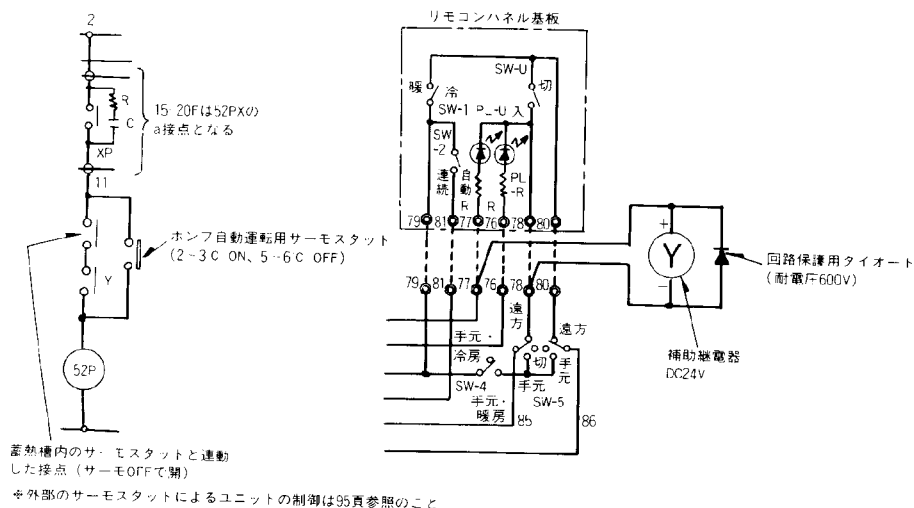 2
R
C
XP
15-20Fは52PXの
a接点となる
11
ホンフ自動運転用サーモスタット
(2~3C ON、5~6C OFF)
Y
52P
蓄熱槽内のサーモスタットと連動
した接点（サーモOFFで開）
リモコンハネル基板
SW-U
暖 冷
切
SW-1 PL-U 入
SW
-2
連続
自動
PL
-R
R R
79 81 77 76 78 80
79 81 77 76 78 80
遠方 遠方
手元・
冷房
切 手元
SW-4 手元 SW-5
手元・
暖房
85 86
+
Y
-
回路保護用タイオート
(耐電圧600V)
補助継電器
DC24V
※外部のサーモスタットによるユニットの制御は95頁参照のこと